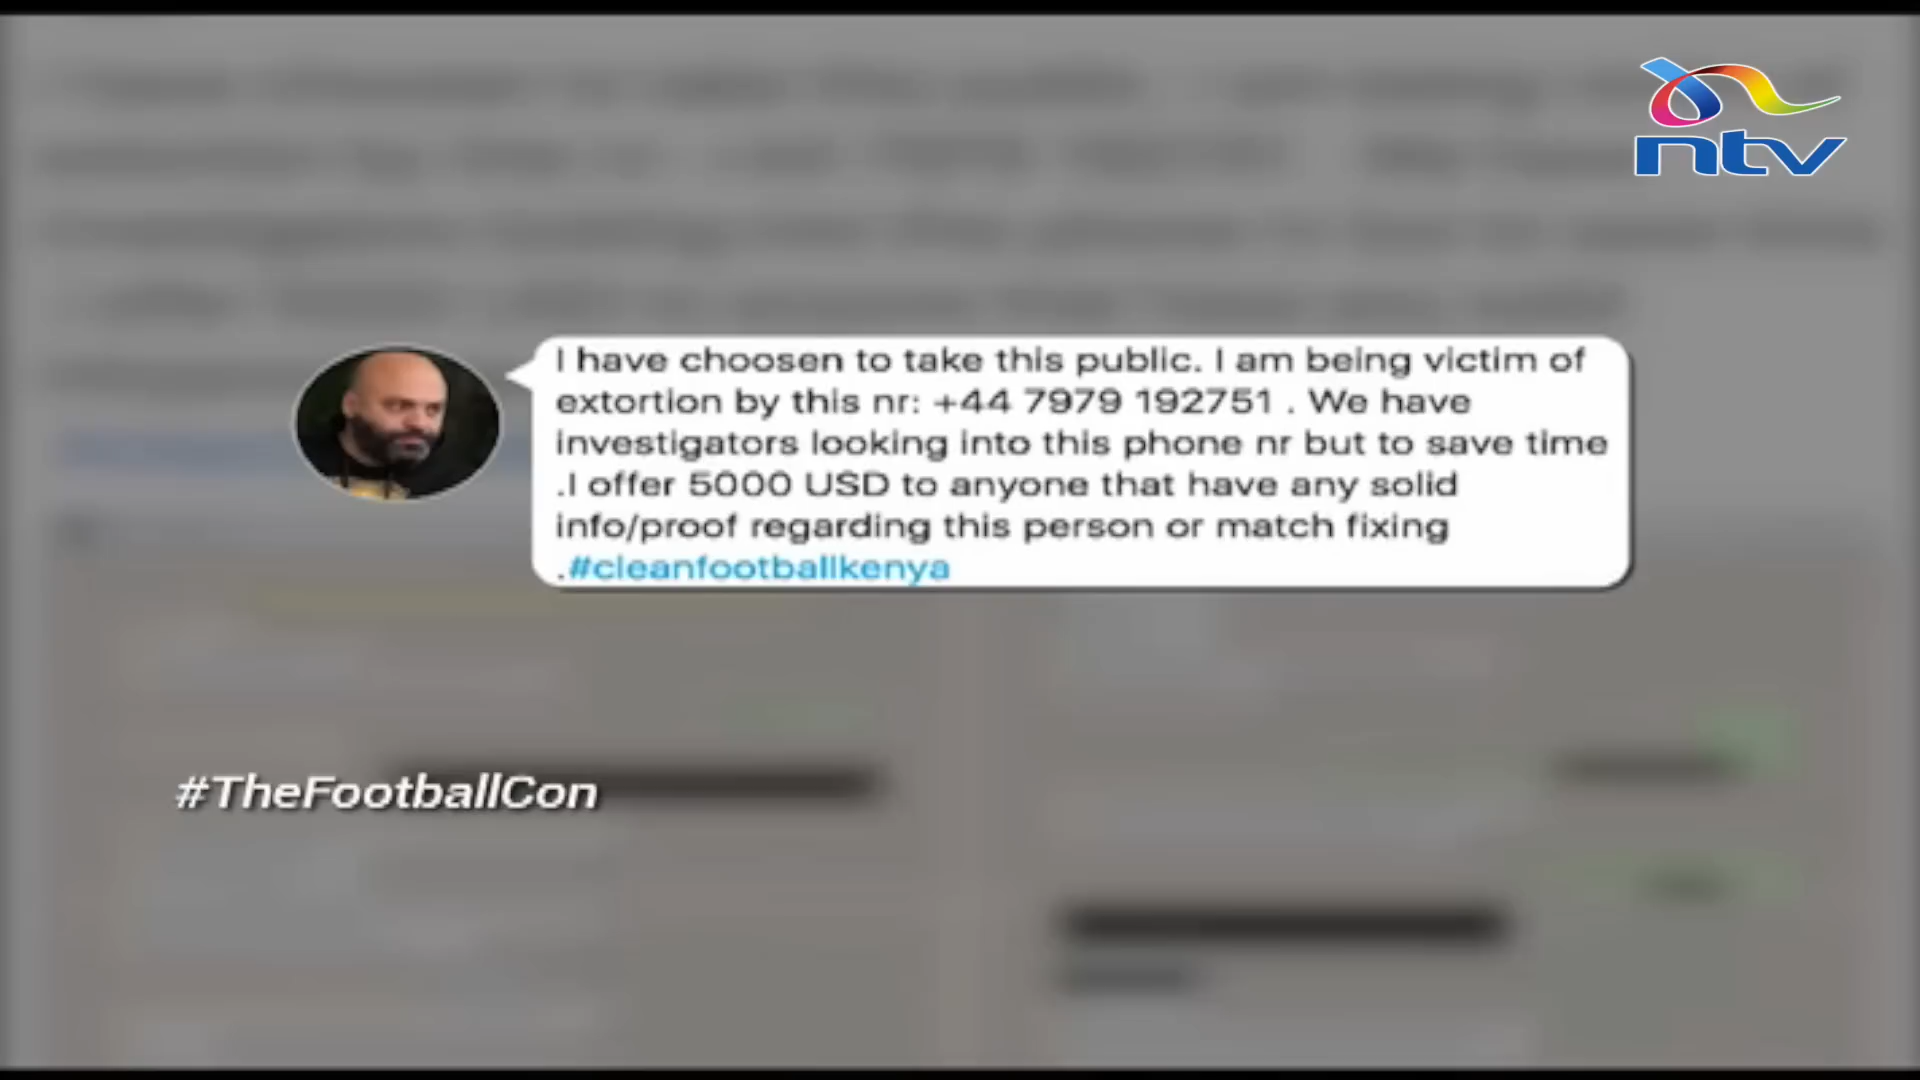 ntv
I have choosen to take this public. I am being victim of
extortion by this nr: +44 7979 192751 . We have
investigators looking into this phone nr but to save time
.I offer 5000 USD to anyone that have any solid
info/proof regarding this person or match fixing
.#cleanfootballkenya
#TheFootballCon